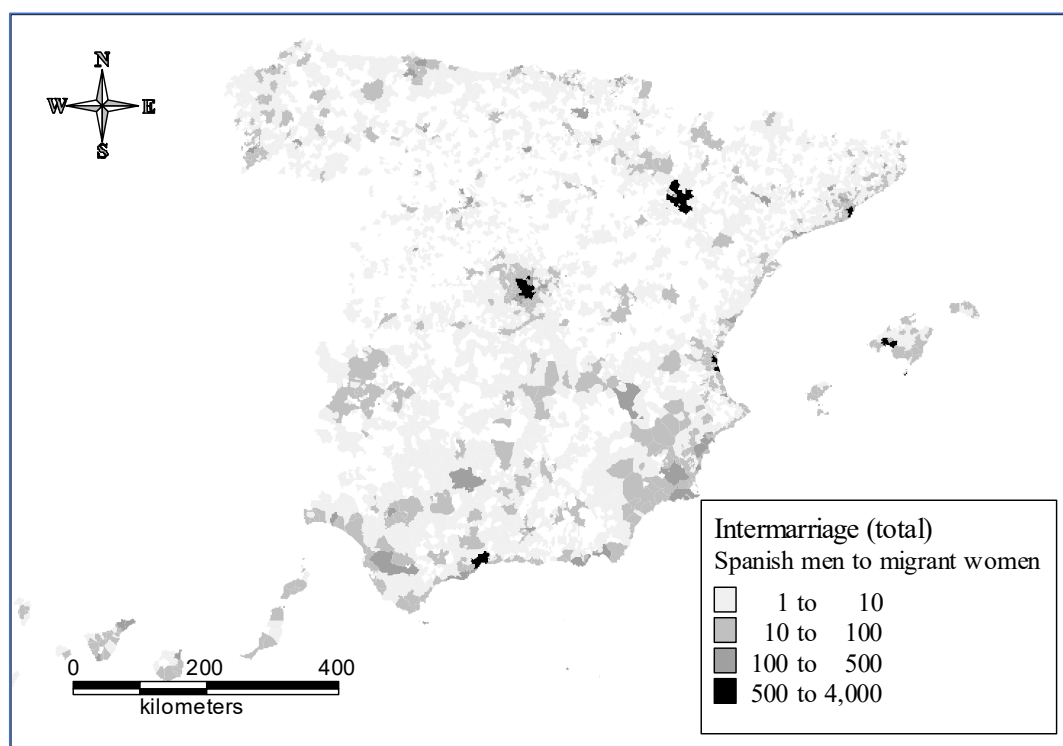 N
W E
S
Intermarriage (total)
Spanish men to migrant women
1 to 10
10 to 100
100 to 500
500 to 4,000
0 200 400
kilometers